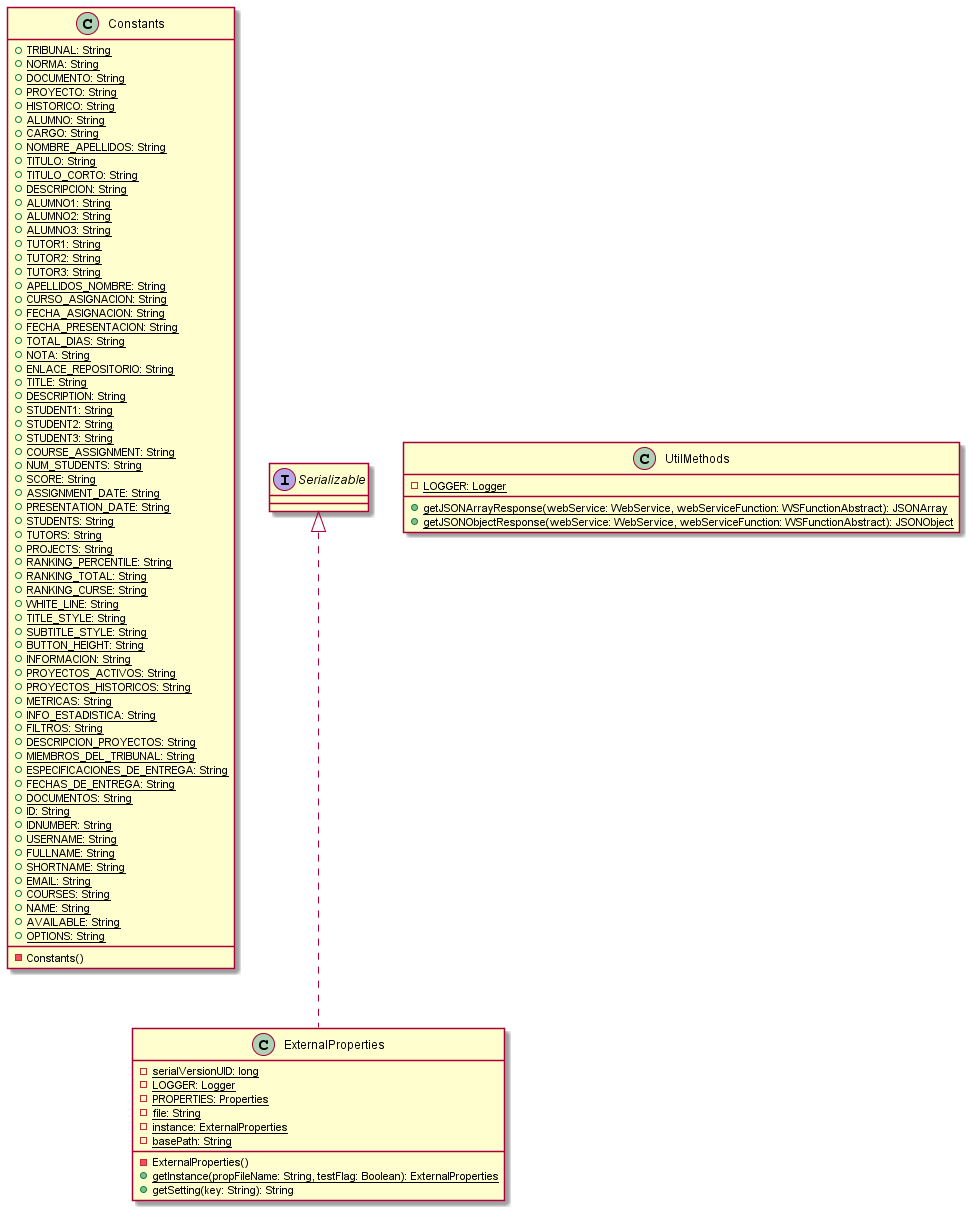 C Constants
TRIBUNAL: String
NORMA: String
DOCUMENTO: String
PROYECTO: String
HISTORICO: String
ALUMNO: String
CARGO: String
NOMBRE_APELLIDOS: String
TITULO: String
TITULO_CORTO: String
DESCRIPCION: String
ALUMNO1: String
ALUMNO2: String
ALUMNO3: String
TUTOR1: String
TUTOR2: String
TUTOR3: String
APELLIDOS_NOMBRE: String
CURSO_ASIGNACION: String
FECHA_ASIGNACION: String
FECHA_PRESENTACION: String
TOTAL_DIAS: String
NOTA: String
ENLACE_REPOSITORIO: String
TITLE: String
DESCRIPTION: String
STUDENT1: String
STUDENT2: String
STUDENT3: String
COURSE_ASSIGNMENT: String
NUM_STUDENTS: String
SCORE: String
ASSIGNMENT_DATE: String
PRESENTATION_DATE: String
STUDENTS: String
TUTORS: String
PROJECTS: String
RANKING_PERCENTILE: String
RANKING_TOTAL: String
RANKING_CURSE: String
WHITE_LINE: String
TITLE_STYLE: String
SUBTITLE_STYLE: String
BUTTON_HEIGHT: String
INFORMACION: String
PROYECTOS_ACTIVOS: String
PROYECTOS_HISTORICOS: String
METRICAS: String
INFO_ESTADISTICA: String
FILTROS: String
DESCRIPCION_PROYECTOS: String
MIEMBROS_DEL_TRIBUNAL: String
ESPECIFICACIONES_DE_ENTREGA: String
FECHAS_DE_ENTREGA: String
DOCUMENTOS: String
ID: String
IDNUMBER: String
USERNAME: String
FULLNAME: String
SHORTNAME: String
EMAIL: String
COURSES: String
NAME: String
AVAILABLE: String
OPTIONS: String
Constants()
I Serializable
C UtilMethods
LOGGER: Logger
getJSONArrayResponse(webService: WebService, webServiceFunction: WSFunctionAbstract): JSONArray
getJSONObjectResponse(webService: WebService, webServiceFunction: WSFunctionAbstract): JSONObject
C ExternalProperties
serialVersionUID: long
LOGGER: Logger
PROPERTIES: Properties
file: String
instance: ExternalProperties
basePath: String
ExternalProperties()
getInstance(propFileName: String, testFlag: Boolean): ExternalProperties
getSetting(key: String): String